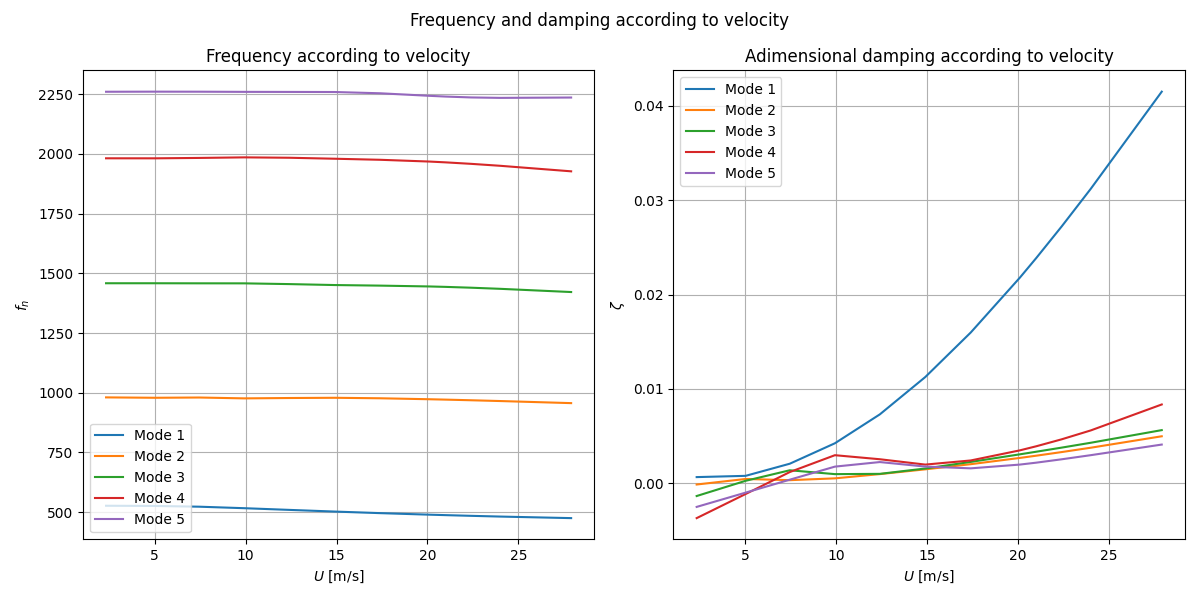 Frequency and damping according to velocity
Frequency according to velocity
2250
2000
1750
1500
1250
1000
750
500
f_n
Mode 1
Mode 2
Mode 3
Mode 4
Mode 5
5 10 15 20 25
U [m/s]
Adimensional damping according to velocity
Mode 1
Mode 2
Mode 3
Mode 4
Mode 5
0.04
0.03
0.02
0.01
0.00
ζ
5 10 15 20 25
U [m/s]